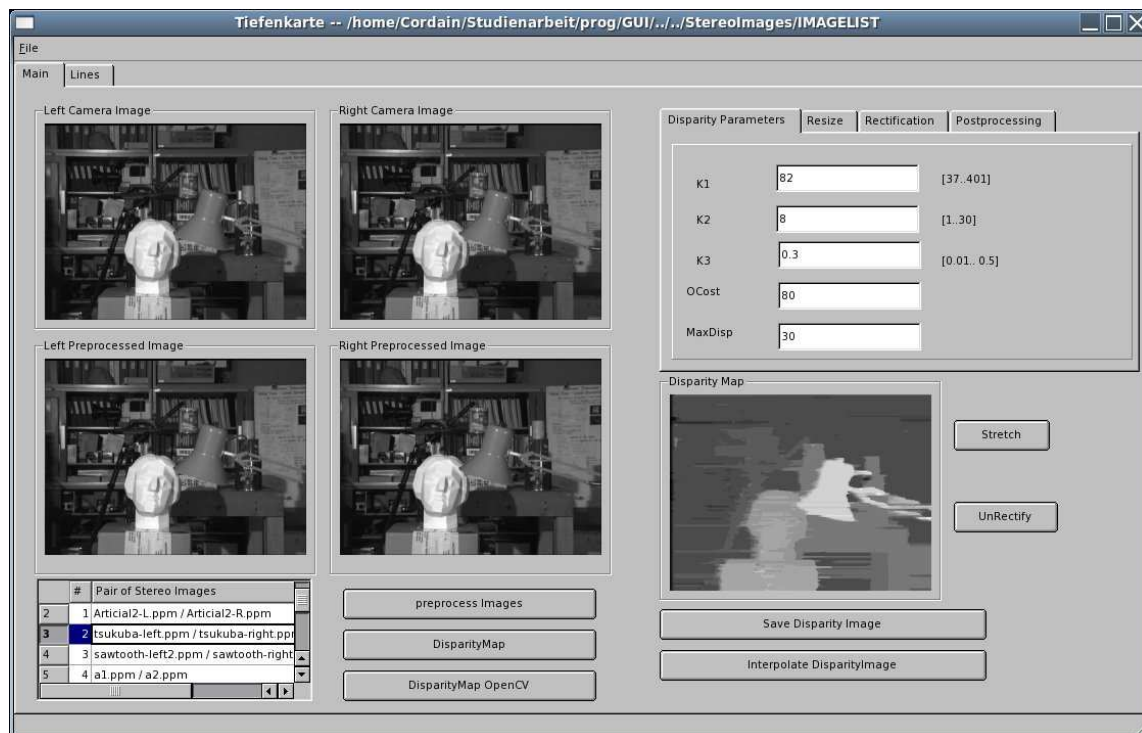 Tiefenkarte -- /home/Cordain/Studienarbeit/prog/GUI/../../StereoImages/IMAGELIST
File
Main Lines
Left Camera Image
Right Camera Image
Left Preprocessed Image
Right Preprocessed Image
# Pair of Stereo Images
2 1 Articial2-L.ppm / Articial2-R.ppm
3 2 tsukuba-left.ppm / tsukuba-right.ppr
4 3 sawtooth-left2.ppm / sawtooth-right
5 4 a1.ppm / a2.ppm
preprocess Images
DisparityMap
DisparityMap OpenCV
Disparity Parameters Resize Rectification Postprocessing
K1 82 [37..401]
K2 8 [1..30]
K3 0.3 [0.01.. 0.5]
OCost 80
MaxDisp 30
Disparity Map
Stretch
UnRectify
Save Disparity Image
Interpolate DisparityImage